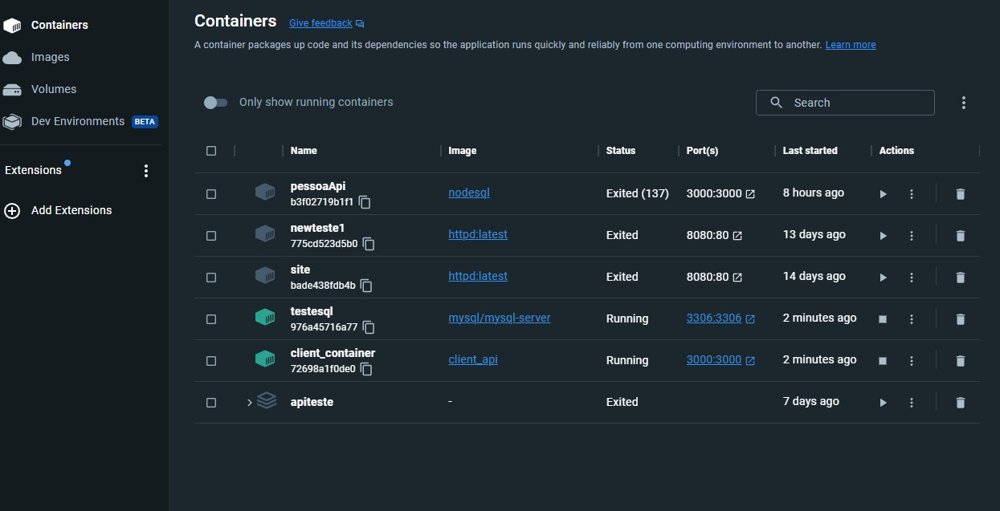 Containers
Images
Volumes
Dev Environments BETA
Extensions
Add Extensions
Containers Give feedback
A container packages up code and its dependencies so the application runs quickly and reliably from one computing environment to another. Learn more
Only show running containers
Search
Name Image Status Port(s) Last started Actions
pessoaApi
b3f02719b1f1
nodesql Exited (137) 3000:3000 8 hours ago
newteste1
775cd523d5b0
httpd:latest Exited 8080:80 13 days ago
site
bade438fdb4b
httpd:latest Exited 8080:80 14 days ago
testesql
976a45716a77
mysql/mysql-server Running 3306:3306 2 minutes ago
client_container
72698a1f0de0
client_api Running 3000:3000 2 minutes ago
apiteste - Exited 7 days ago